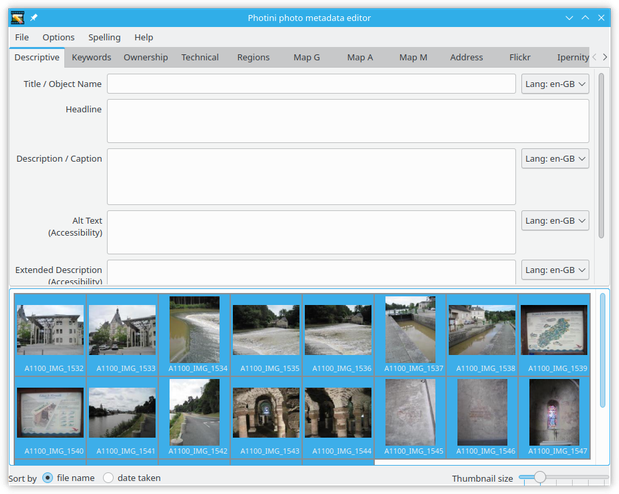 Photini photo metadata editor
File Options Spelling Help
Descriptive Keywords Ownership Technical Regions Map G Map A Map M Address Flickr Ipernity
Title / Object Name Lang: en-GB
Headline
Description / Caption Lang: en-GB
Alt Text Lang: en-GB
(Accessibility)
Extended Description Lang: en-GB
(Accessibility)
A1100_IMG_1532 A1100_IMG_1533 A1100_IMG_1534 A1100_IMG_1535 A1100_IMG_1536 A1100_IMG_1537 A1100_IMG_1538 A1100_IMG_1539
A1100_IMG_1540 A1100_IMG_1541 A1100_IMG_1542 A1100_IMG_1543 A1100_IMG_1544 A1100_IMG_1545 A1100_IMG_1546 A1100_IMG_1547
Sort by file name date taken Thumbnail size